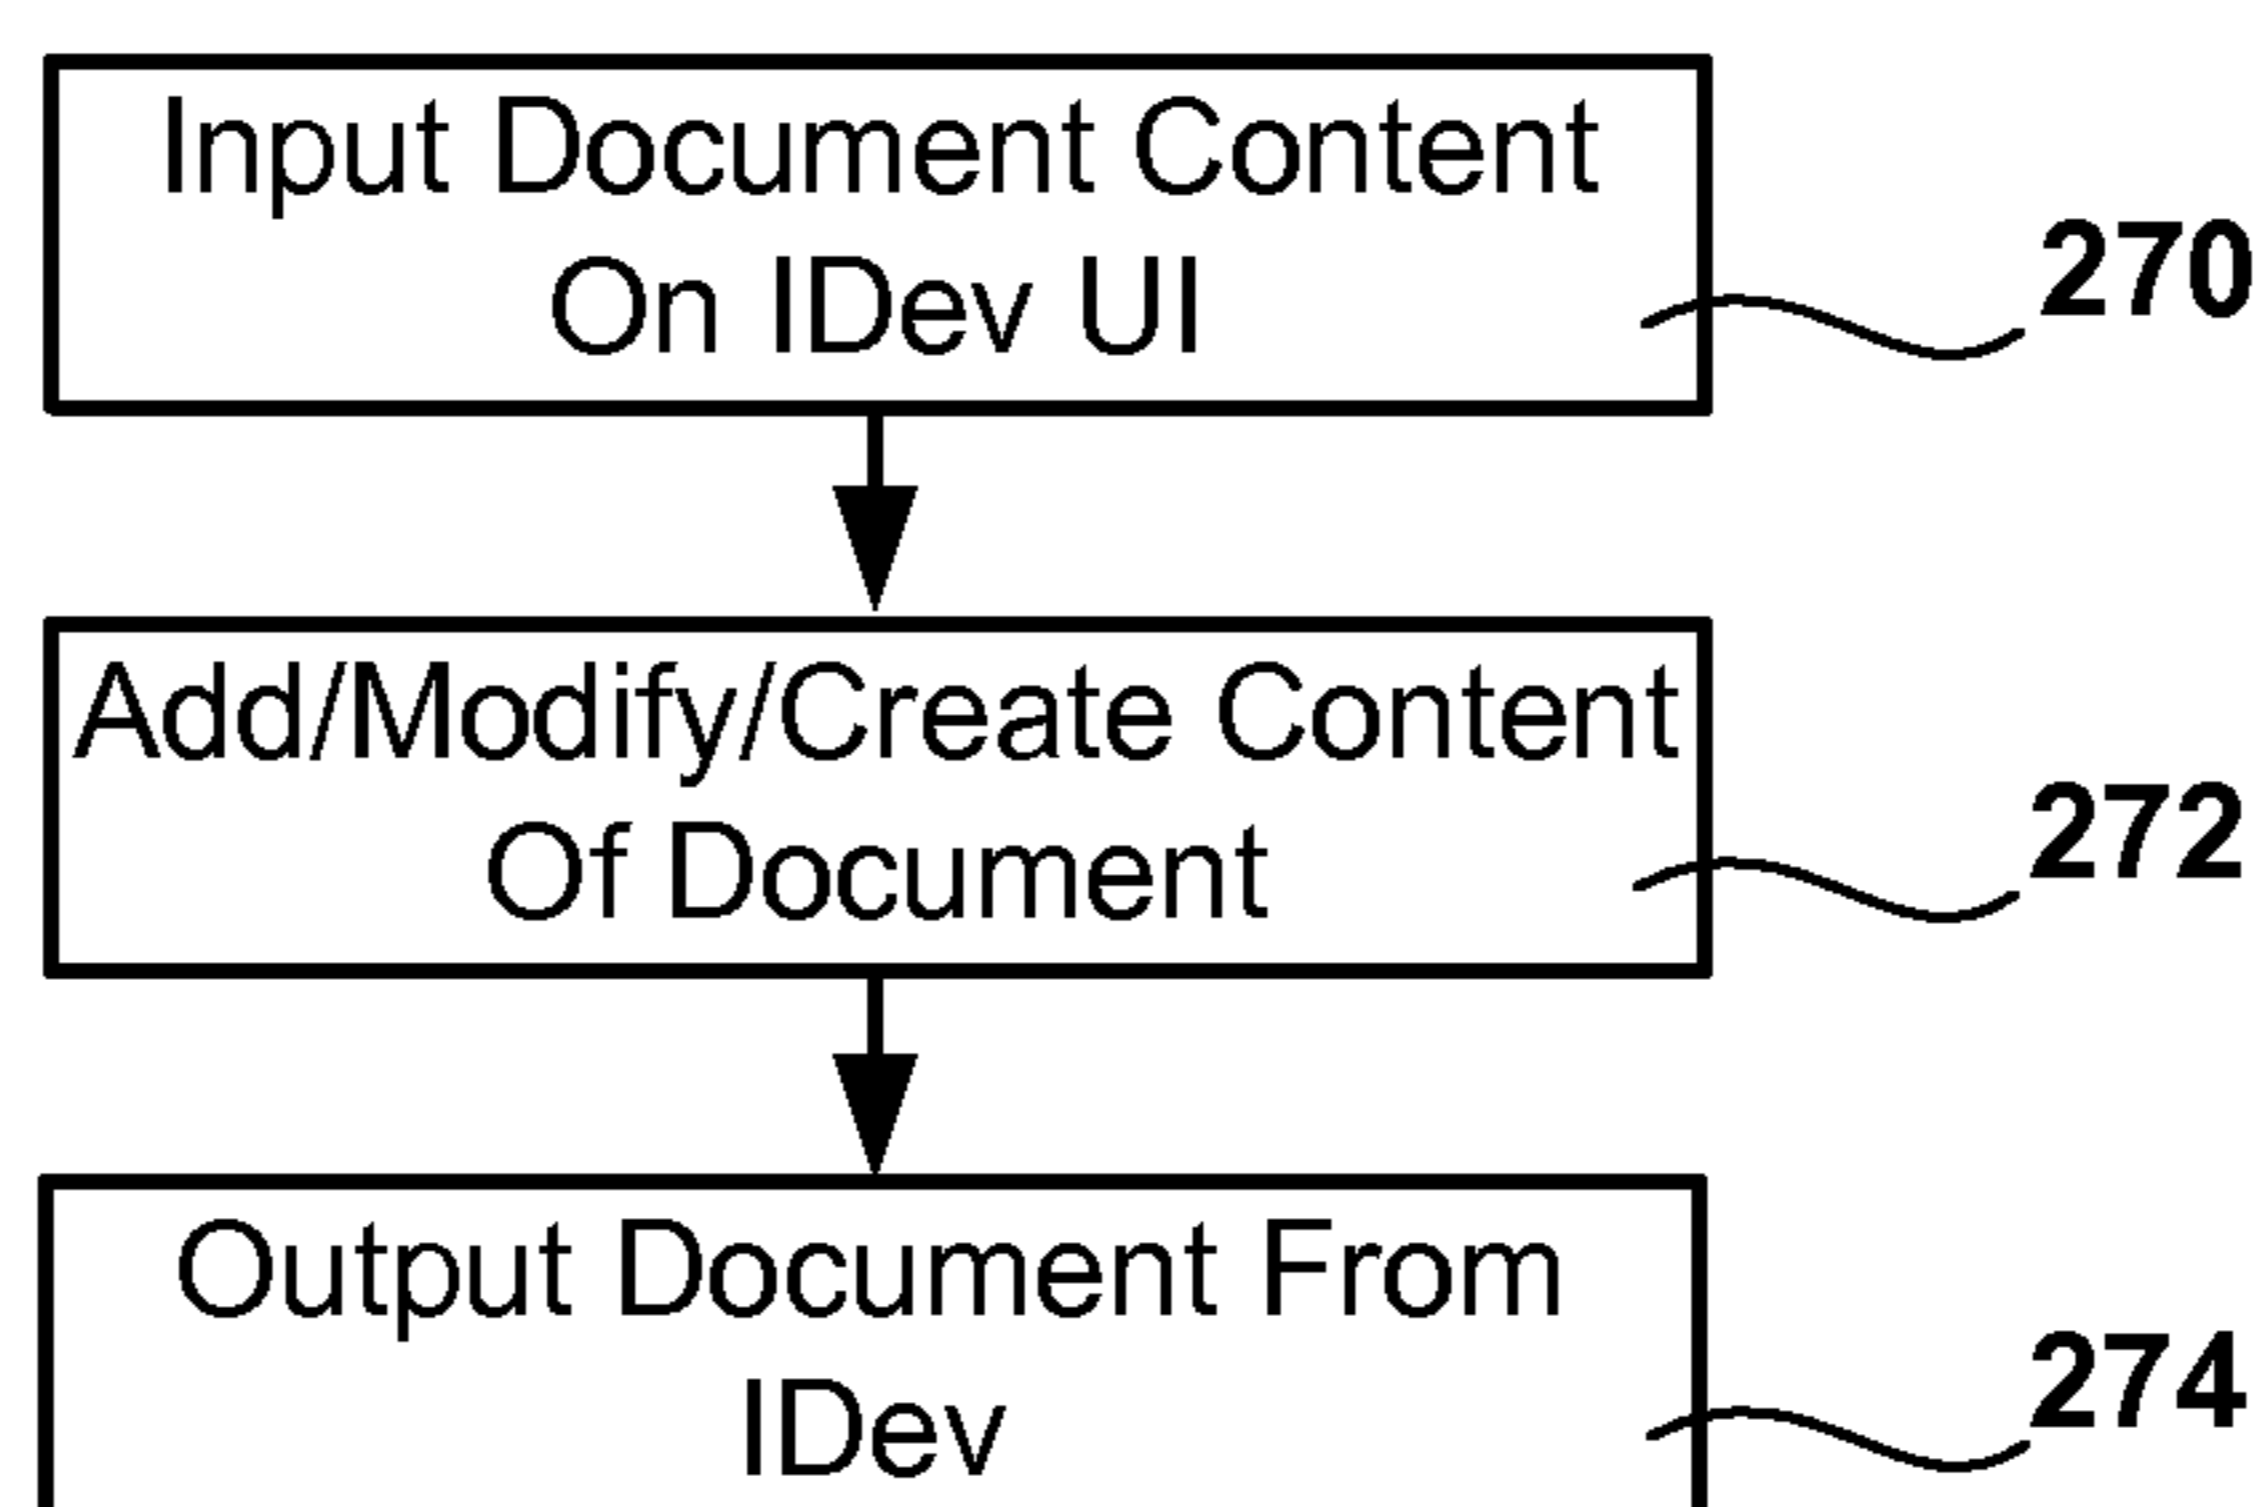 Input Document Content
On IDev UI
270
Add/Modify/Create Content
Of Document
272
Output Document From
IDev
274